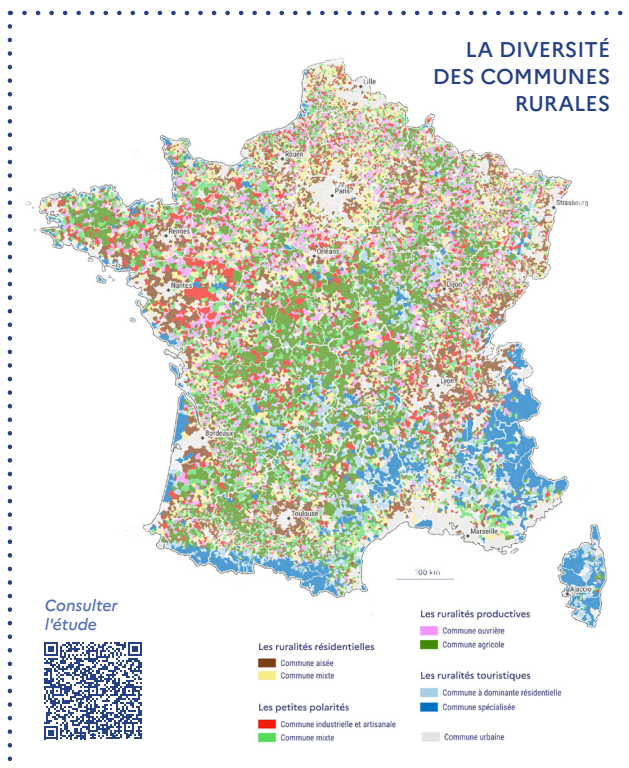 LA DIVERSITÉ
DES COMMUNES
RURALES
Lille
Rouen
Paris
Strasbourg
Rennes
Orléans
Nantes
Dijon
Lyon
Bordeaux
Toulouse
Marseille
Ajaccio
100 km
Consulter
l'étude
Les ruralités résidentielles
Commune aisée
Commune mixte
Les petites polarités
Commune industrielle et artisanale
Commune mixte
Les ruralités productives
Commune ouvrière
Commune agricole
Les ruralités touristiques
Commune à dominante résidentielle
Commune spécialisée
Commune urbaine